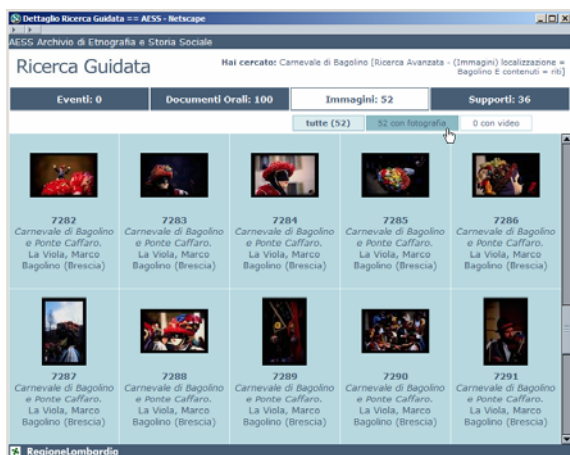 Dettaglio Ricerca Guidata == AESS - Netscape
AESS Archivio di Etnografia e Storia Sociale
Ricerca Guidata
Hai cercato: Carnevale di Bagolino [Ricerca Avanzata - (Immagini) localizzazione =
Bagolino E contenuti = riti]
Eventi: 0
Documenti Orali: 100
Immagini: 52
Supporti: 36
tutte (52)
52 con fotografia
0 con video
7282
Carnevale di Bagolino
e Ponte Caffaro.
La Viola, Marco
Bagolino (Brescia)
7283
Carnevale di Bagolino
e Ponte Caffaro.
La Viola, Marco
Bagolino (Brescia)
7284
Carnevale di Bagolino
e Ponte Caffaro.
La Viola, Marco
Bagolino (Brescia)
7285
Carnevale di Bagolino
e Ponte Caffaro.
La Viola, Marco
Bagolino (Brescia)
7286
Carnevale di Bagolino
e Ponte Caffaro.
La Viola, Marco
Bagolino (Brescia)
7287
Carnevale di Bagolino
e Ponte Caffaro.
La Viola, Marco
Bagolino (Brescia)
7288
Carnevale di Bagolino
e Ponte Caffaro.
La Viola, Marco
Bagolino (Brescia)
7289
Carnevale di Bagolino
e Ponte Caffaro.
La Viola, Marco
Bagolino (Brescia)
7290
Carnevale di Bagolino
e Ponte Caffaro.
La Viola, Marco
Bagolino (Brescia)
7291
Carnevale di Bagolino
e Ponte Caffaro.
La Viola, Marco
Bagolino (Brescia)
RegioneLombardia